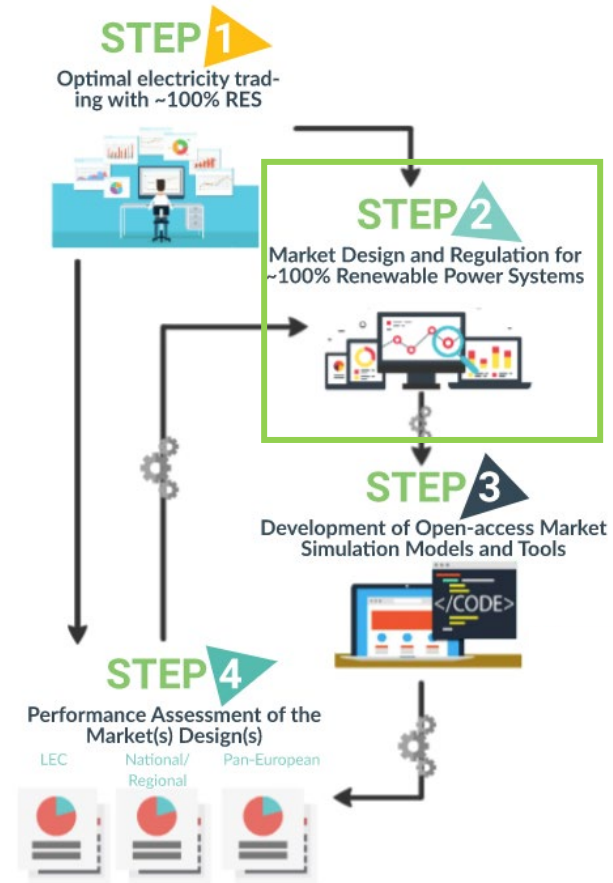 STEP 1
Optimal electricity trad-
ing with ~100% RES
STEP 2
Market Design and Regulation for
~100% Renewable Power Systems
STEP 3
Development of Open-access Market
Simulation Models and Tools
</CODE>
STEP 4
Performance Assessment of the
Market(s) Design(s)
LEC
National/
Regional
Pan-European